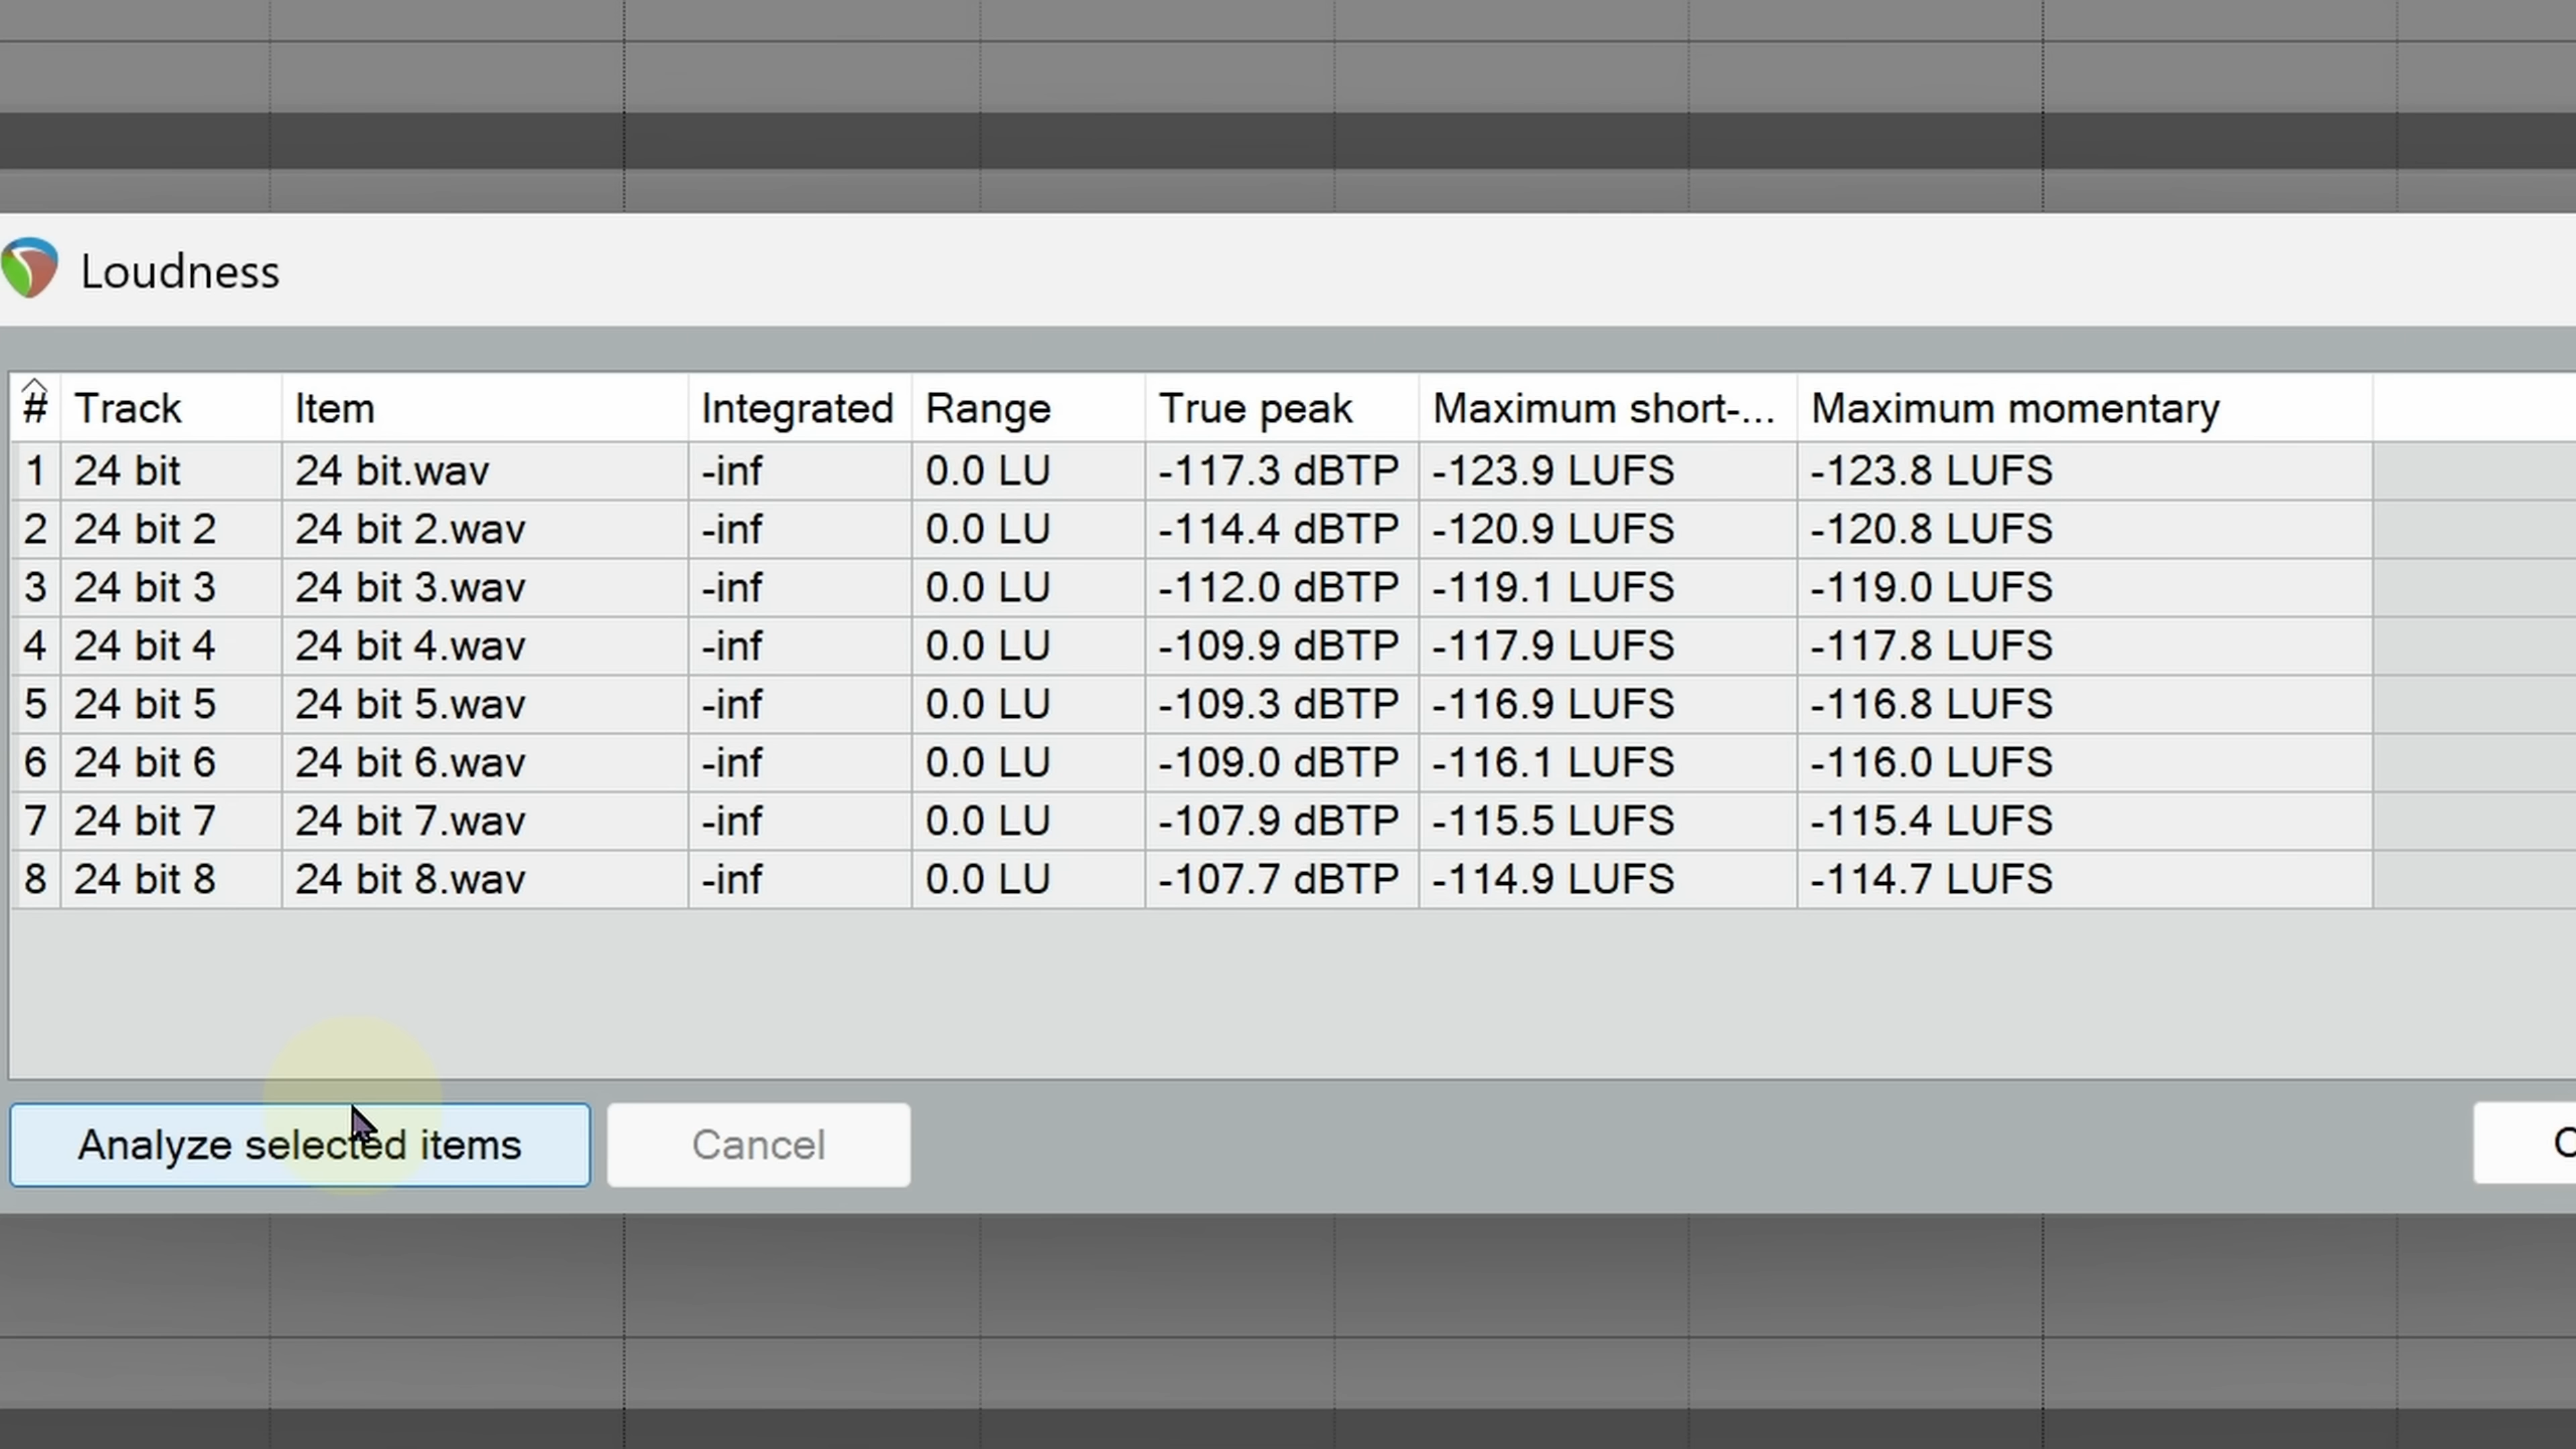 Loudness
# Track Item Integrated Range True peak Maximum short-... Maximum momentary
1 24 bit 24 bit.wav -inf 0.0 LU -117.3 dBTP -123.9 LUFS -123.8 LUFS
2 24 bit 2 24 bit 2.wav -inf 0.0 LU -114.4 dBTP -120.9 LUFS -120.8 LUFS
3 24 bit 3 24 bit 3.wav -inf 0.0 LU -112.0 dBTP -119.1 LUFS -119.0 LUFS
4 24 bit 4 24 bit 4.wav -inf 0.0 LU -109.9 dBTP -117.9 LUFS -117.8 LUFS
5 24 bit 5 24 bit 5.wav -inf 0.0 LU -109.3 dBTP -116.9 LUFS -116.8 LUFS
6 24 bit 6 24 bit 6.wav -inf 0.0 LU -109.0 dBTP -116.1 LUFS -116.0 LUFS
7 24 bit 7 24 bit 7.wav -inf 0.0 LU -107.9 dBTP -115.5 LUFS -115.4 LUFS
8 24 bit 8 24 bit 8.wav -inf 0.0 LU -107.7 dBTP -114.9 LUFS -114.7 LUFS
Analyze selected items Cancel